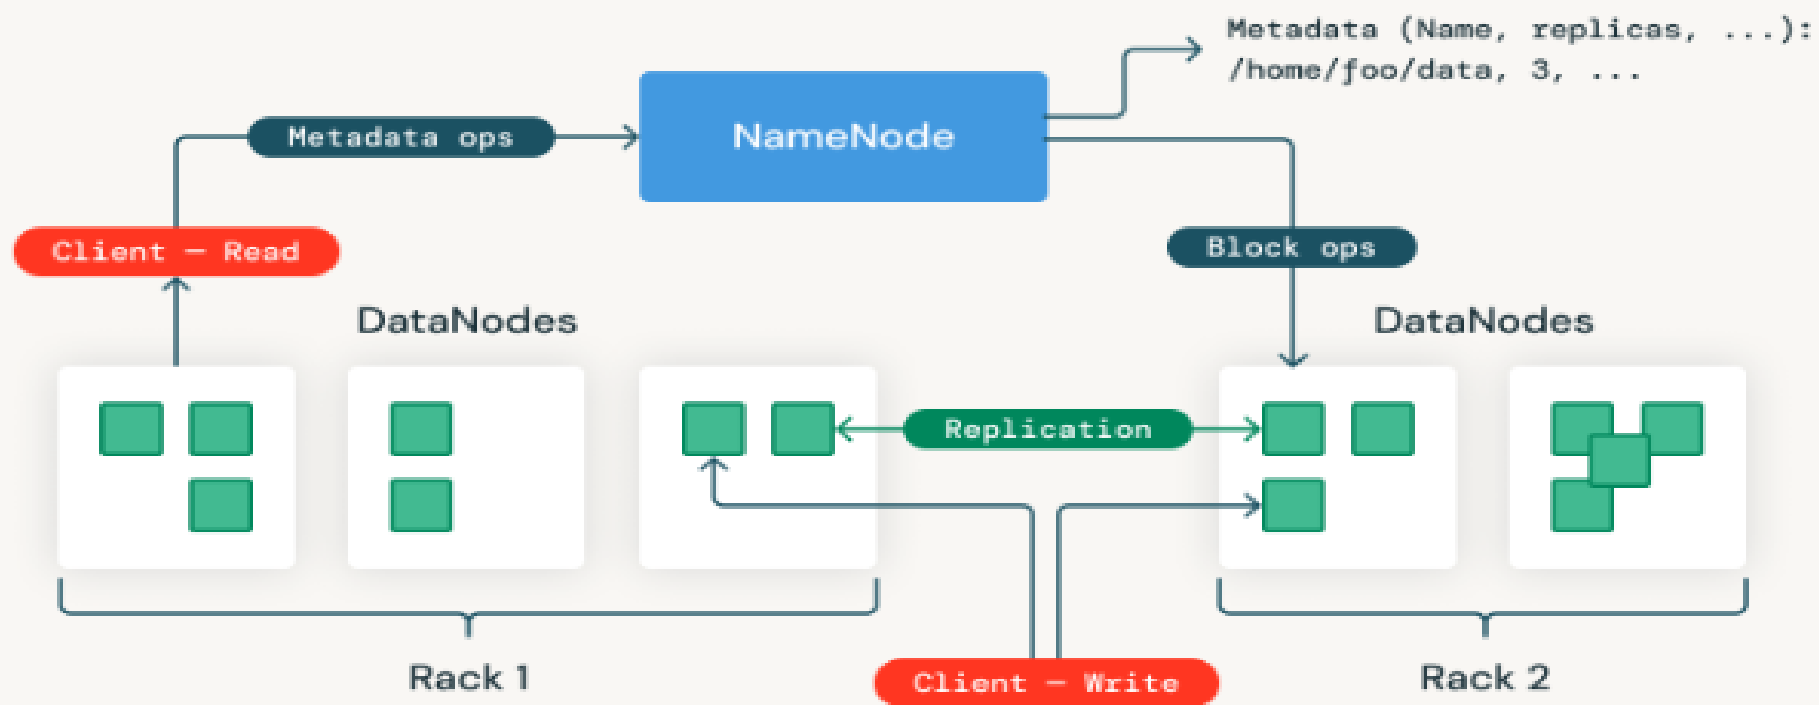 Metadata (Name, replicas, ...):
/home/foo/data, 3, ...
Metadata ops
NameNode
Client — Read
Block ops
DataNodes
DataNodes
Replication
Rack 1
Client — Write
Rack 2